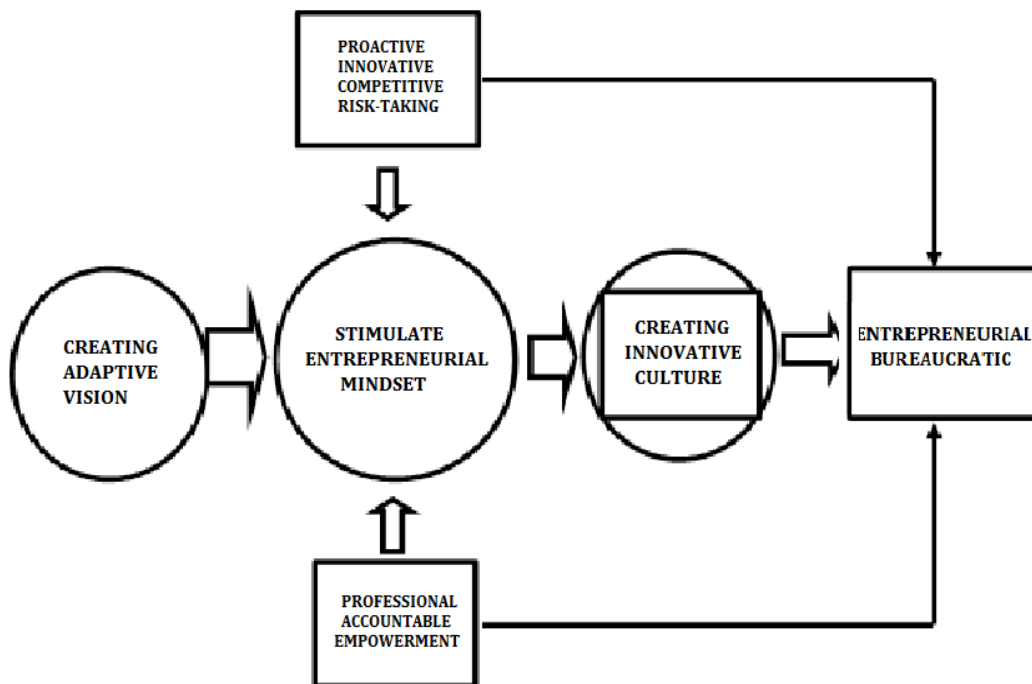 PROACTIVE
INNOVATIVE
COMPETITIVE
RISK-TAKING
CREATING
ADAPTIVE
VISION
STIMULATE
ENTREPRENEURIAL
MINDSET
CREATING
INNOVATIVE
CULTURE
ENTREPRENEURIAL
BUREAUCRATIC
PROFESSIONAL
ACCOUNTABLE
EMPOWERMENT